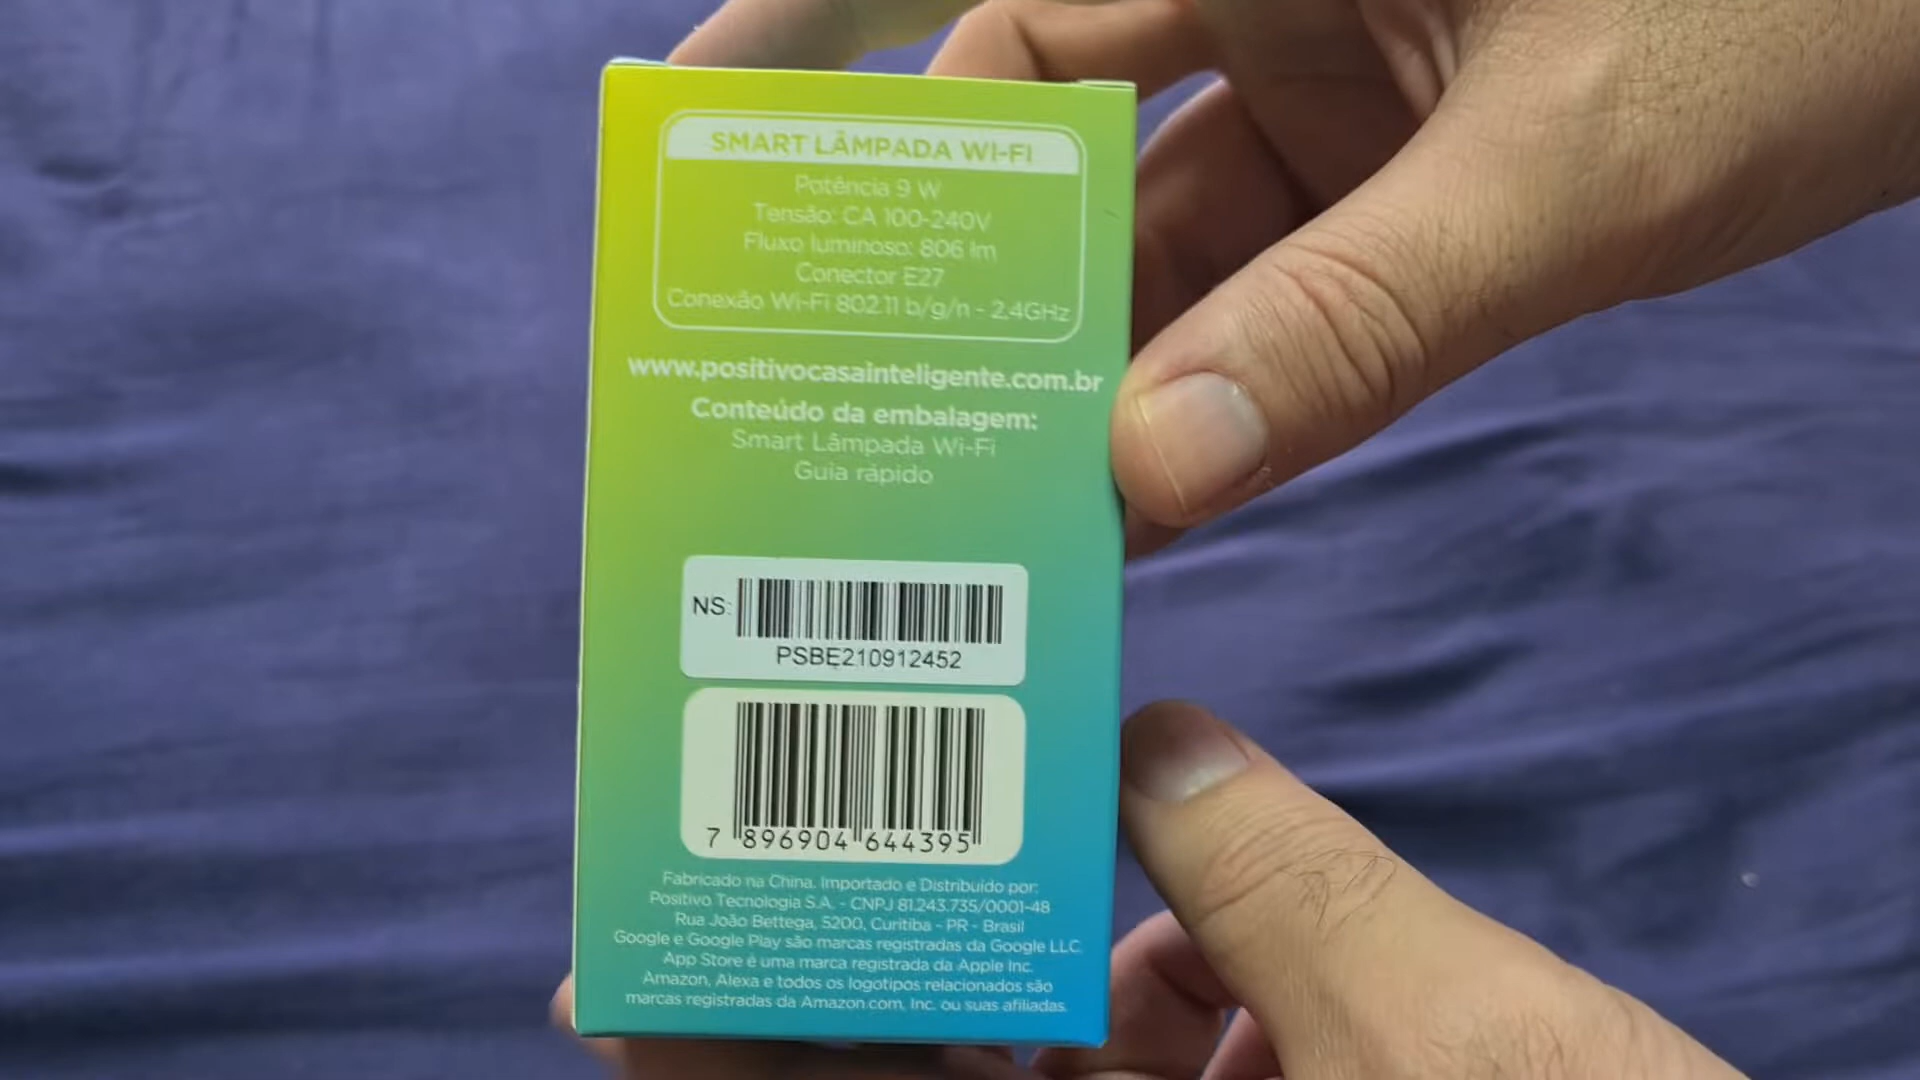 SMART LÂMPADA WI-FI
Potência 9 W
Tensão: CA 100-240V
Fluxo luminoso: 806 lm
Conector E27
Conexão Wi-Fi 802.11 b/g/n - 2,4GHz
www.positivocasainteligente.com.br
Conteúdo da embalagem:
Smart Lâmpada Wi-Fi
Guia rápido
NS:
PSBE210912452
7 896904 644395
Fabricado na China. Importado e Distribuído por:
Positivo Tecnologia S.A. - CNPJ 81.243.735/0001-48
Rua João Bettega, 5200, Curitiba - PR - Brasil
Google e Google Play são marcas registradas da Google LLC.
App Store é uma marca registrada da Apple Inc.
Amazon, Alexa e todos os logotipos relacionados são
marcas registradas da Amazon.com, Inc. ou suas afiliadas.